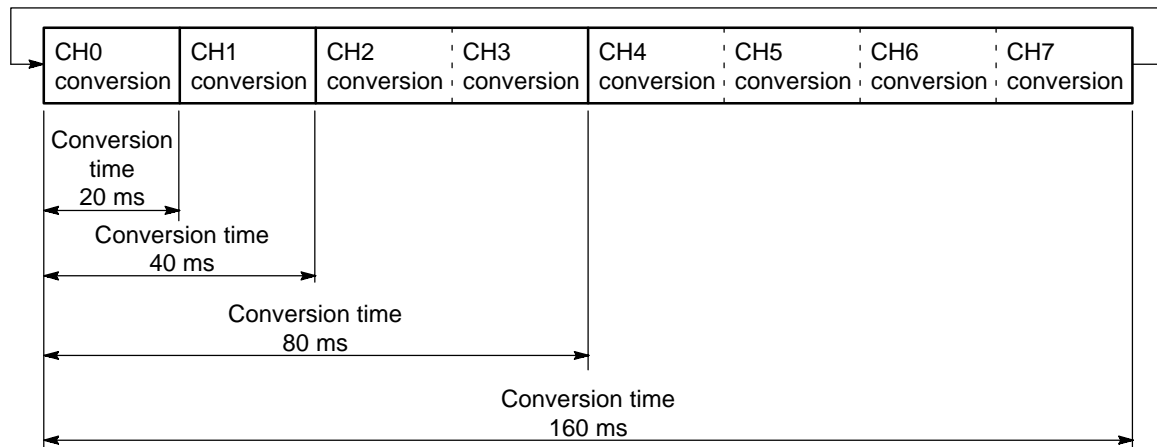 CH0 conversion
CH1 conversion
CH2 conversion
CH3 conversion
CH4 conversion
CH5 conversion
CH6 conversion
CH7 conversion
Conversion
time
20 ms
Conversion time
40 ms
Conversion time
80 ms
Conversion time
160 ms